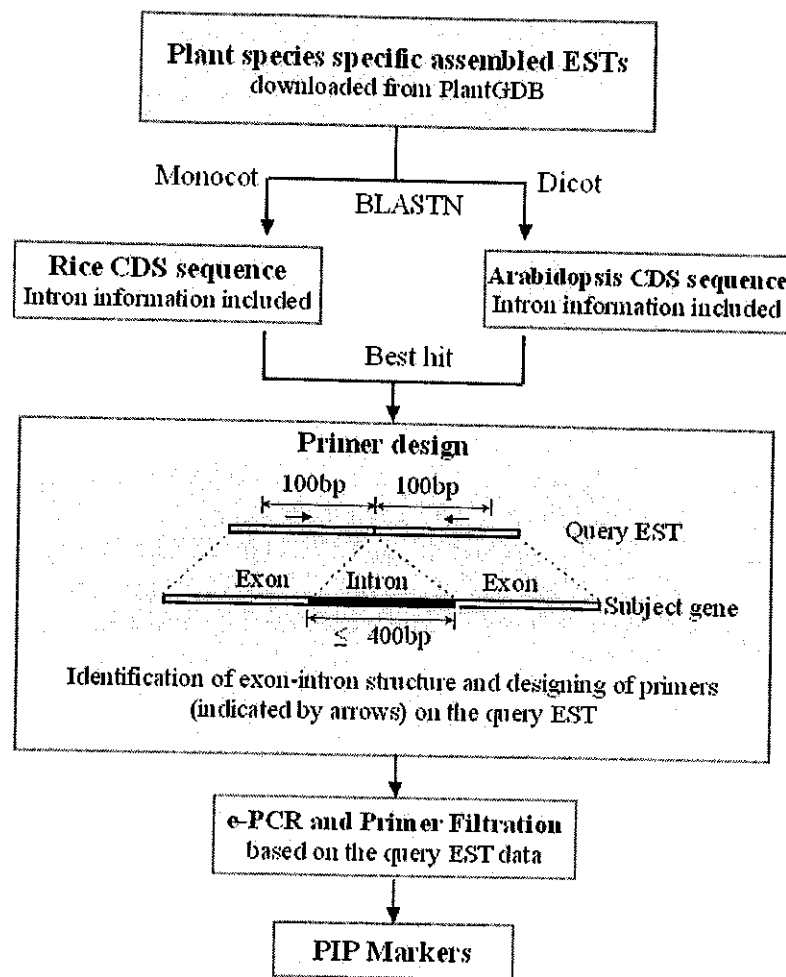 Plant species specific assembled ESTs
downloaded from PlantGDB
Monocot
Dicot
BLASTN
Rice CDS sequence
Intron information included
Arabidopsis CDS sequence
Intron information included
Best hit
Primer design
100bp
100bp
Query EST
Exon
Intron
Exon
Subject gene
≤ 400bp
Identification of exon-intron structure and designing of primers
(indicated by arrows) on the query EST
e-PCR and Primer Filtration
based on the query EST data
PIP Markers